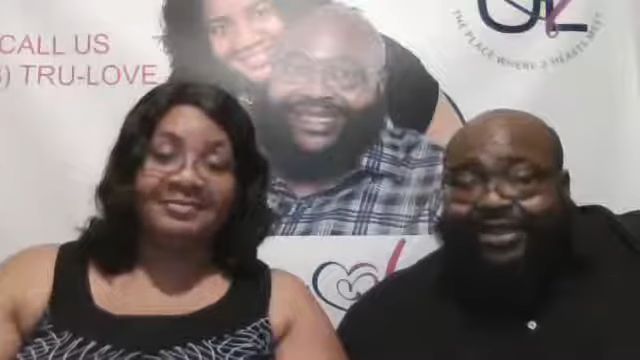 CALL US
) TRU-LOVE
THE PLACE WHERE 2 HEARTS MEET